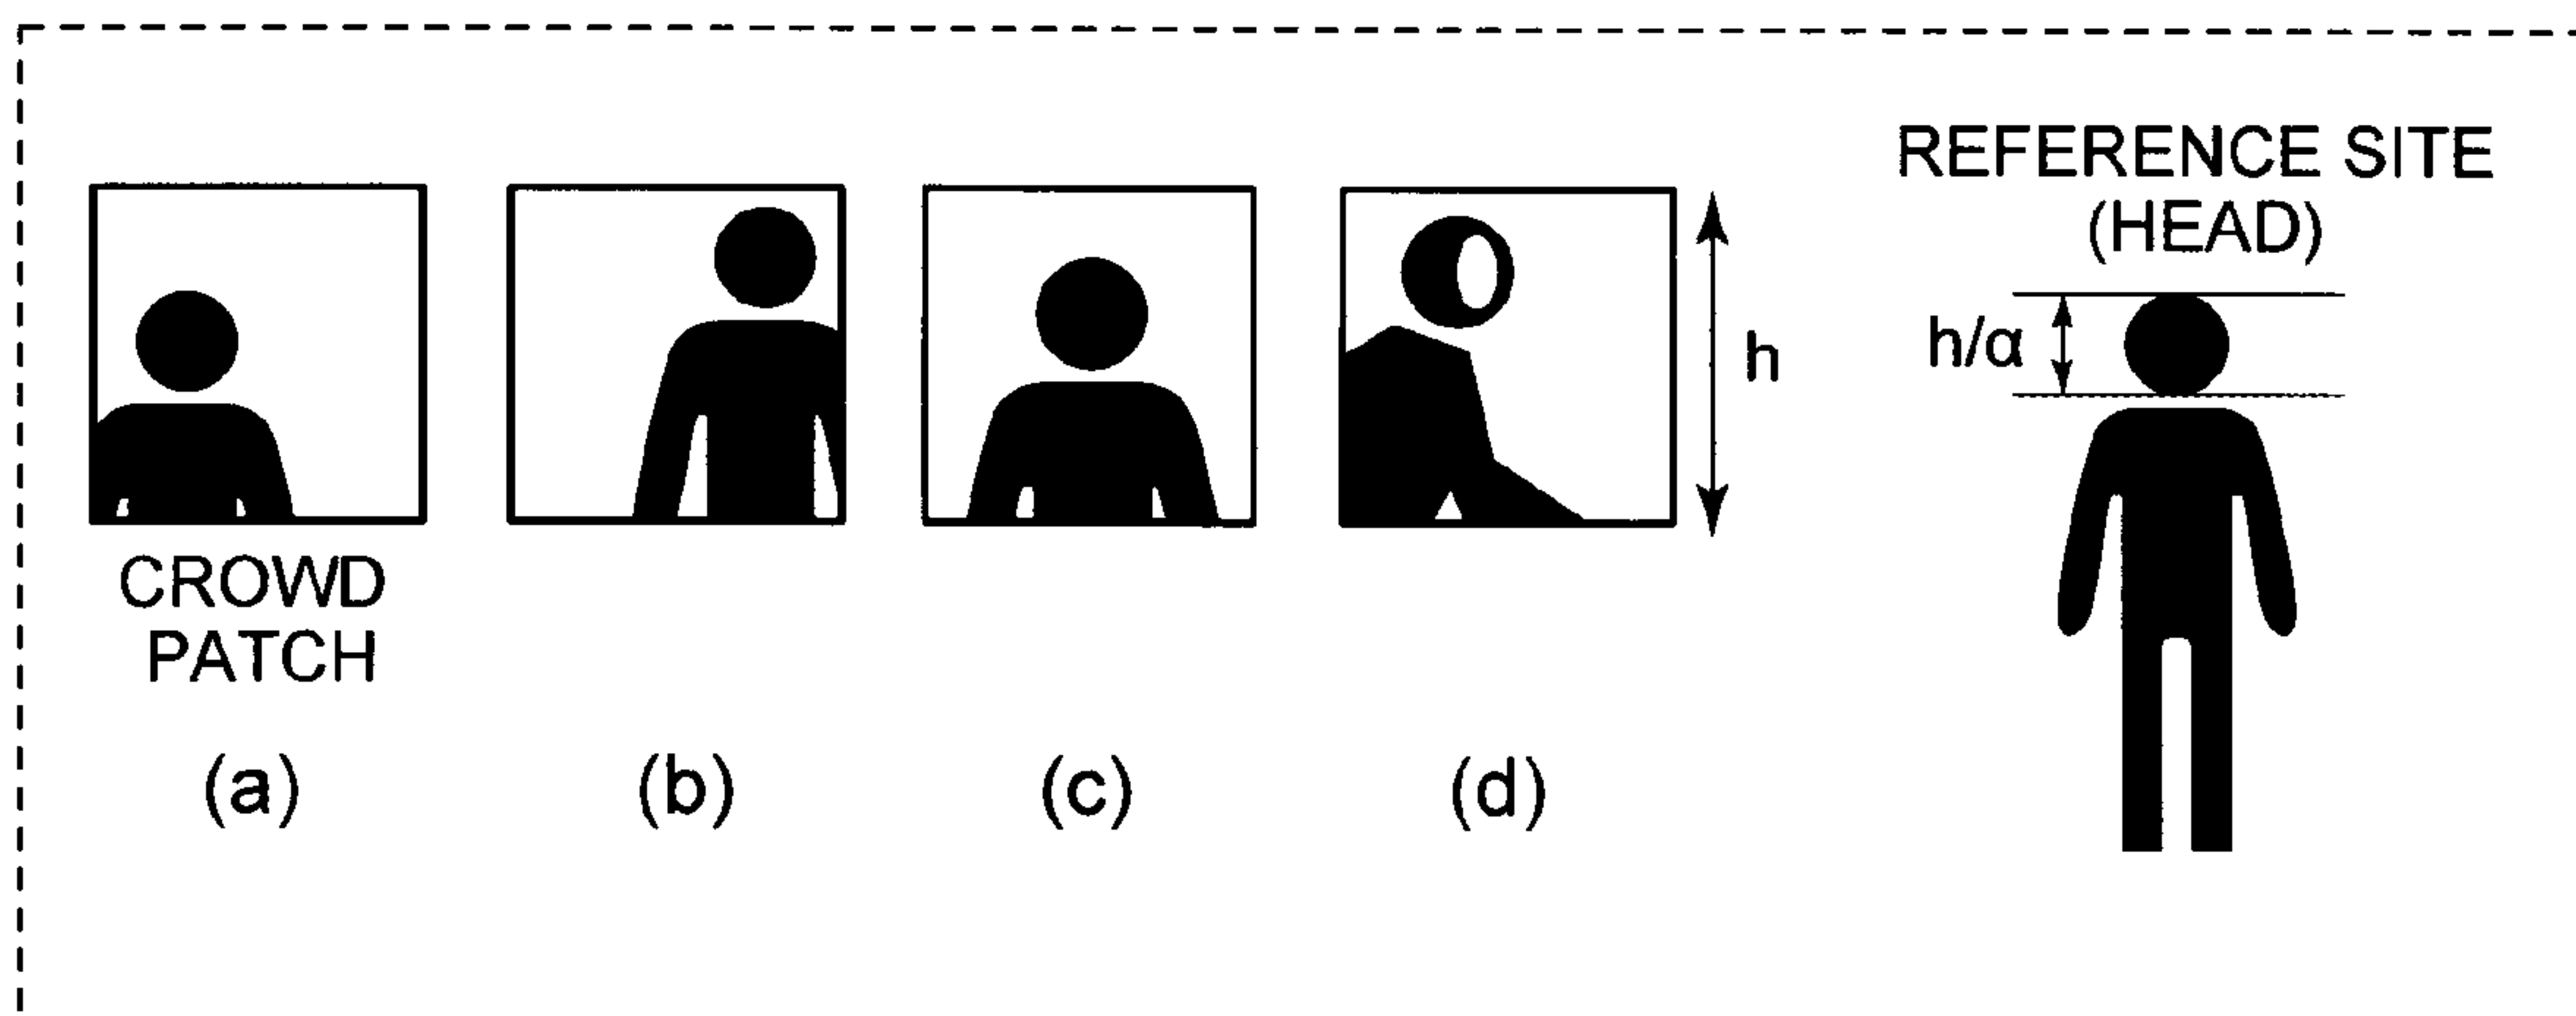 REFERENCE SITE
(HEAD)
h
h/α
CROWD
PATCH
(a)
(b)
(c)
(d)